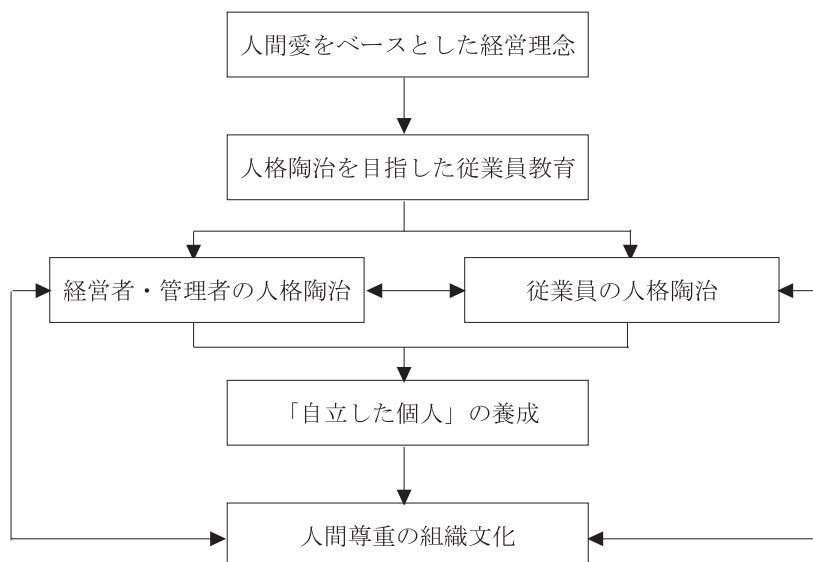 人間愛をベースとした経営理念
人格陶冶を目指した従業員教育
経営者・管理者の人格陶冶
従業員の人格陶冶
「自立した個人」の養成
人間尊重の組織文化